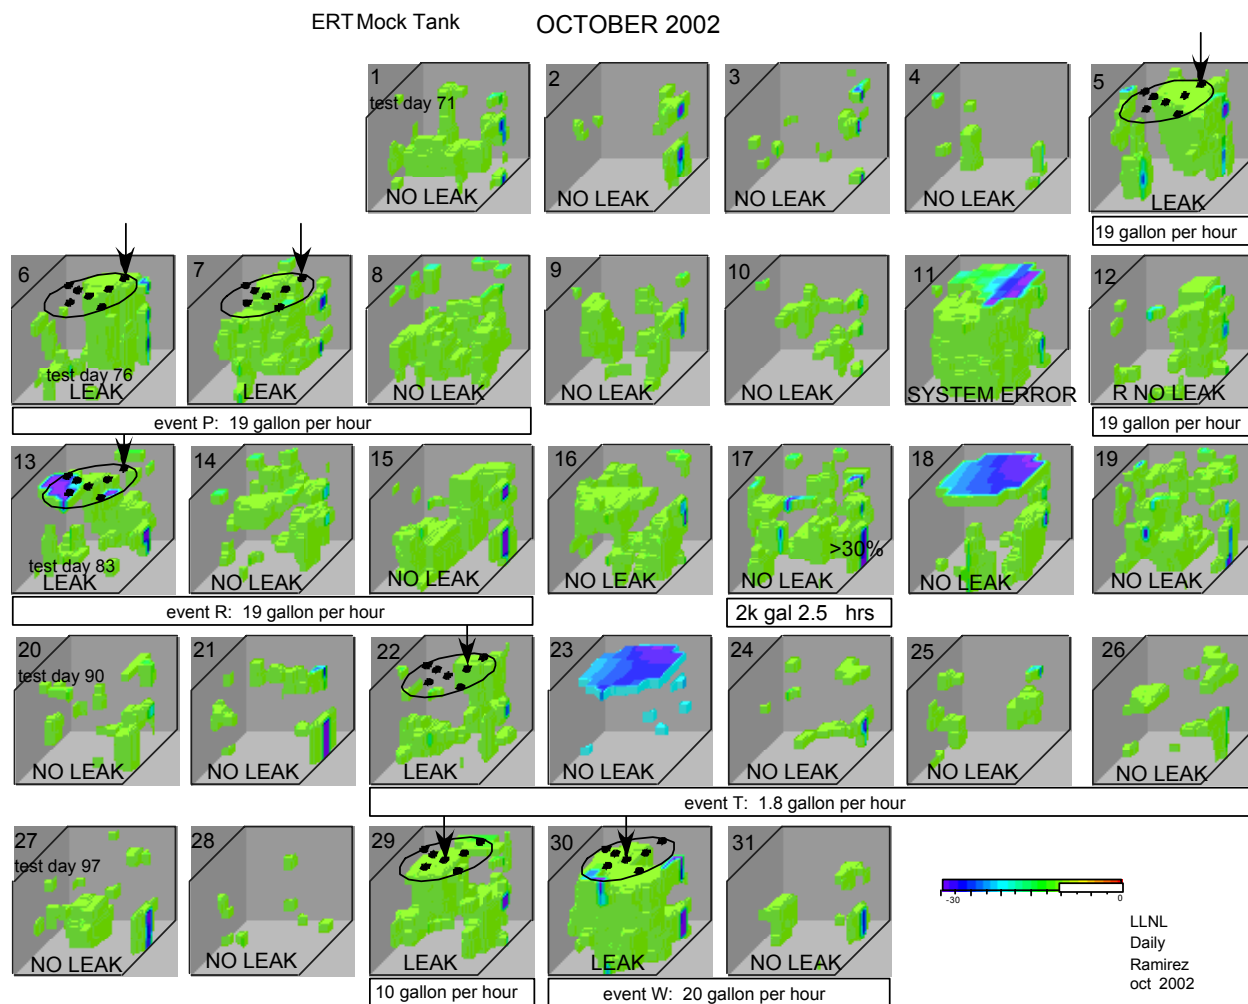 ERT Mock Tank OCTOBER 2002
1 2 3 4 5
test day 71
NO LEAK NO LEAK NO LEAK NO LEAK LEAK
19 gallon per hour
6 7 8 9 10 11 12
test day 76
LEAK LEAK NO LEAK NO LEAK NO LEAK SYSTEM ERROR R NO LEAK
event P: 19 gallon per hour 19 gallon per hour
13 14 15 16 17 18 19
>30%
test day 83
LEAK NO LEAK NO LEAK NO LEAK NO LEAK NO LEAK NO LEAK
event R: 19 gallon per hour 2k gal 2.5 hrs
20 21 22 23 24 25 26
test day 90
NO LEAK NO LEAK LEAK NO LEAK NO LEAK NO LEAK NO LEAK
event T: 1.8 gallon per hour
27 28 29 30 31
test day 97
NO LEAK NO LEAK LEAK LEAK NO LEAK
10 gallon per hour event W: 20 gallon per hour
-30 0
LLNL
Daily
Ramirez
oct 2002